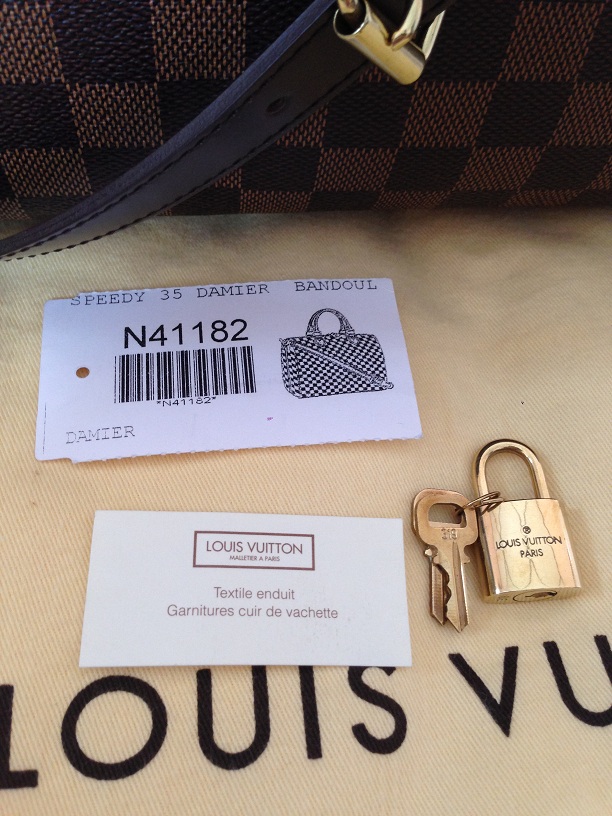 SPEEDY 35 DAMIER BANDOUL
N41182
*N41182*
DAMIER
LOUIS VUITTON
MALLETIER A PARIS
Textile enduit
Garnitures cuir de vachette
318
LOUIS VUITTON
PARIS
LOUIS VU